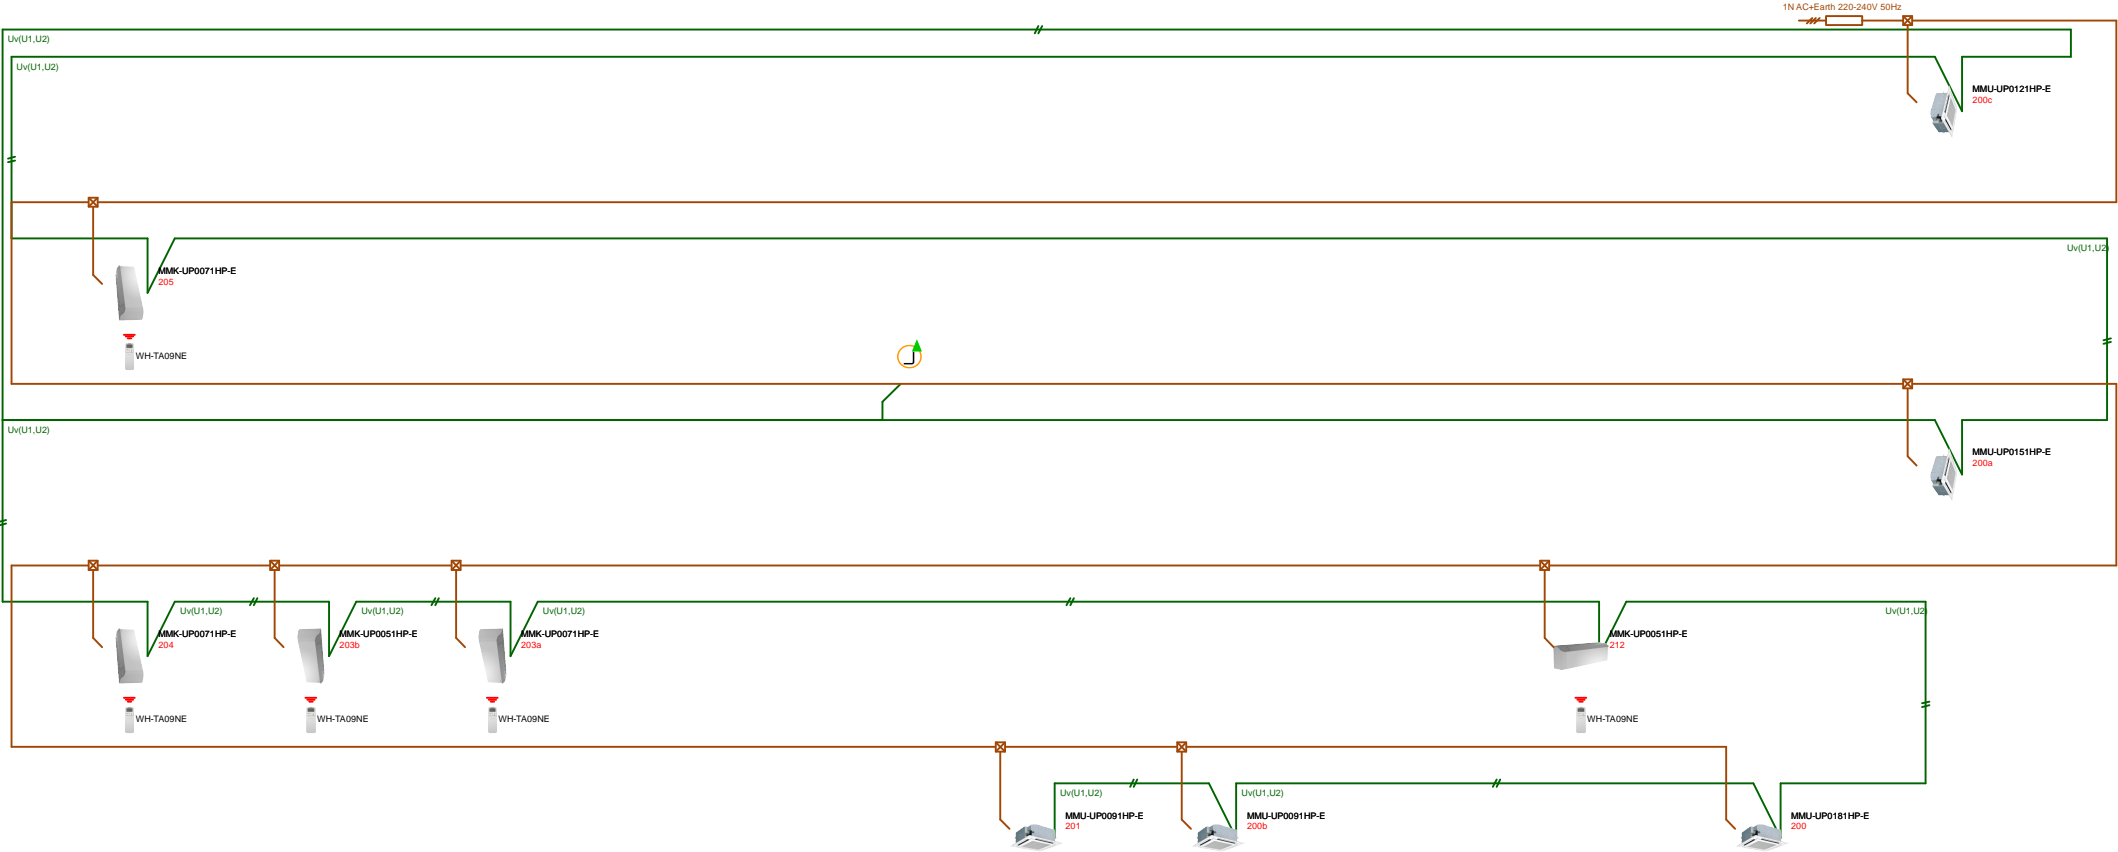 1N AC+Earth 220-240V 50Hz
Uv(U1,U2)
Uv(U1,U2)
MMU-UP0121HP-E
200c
Uv(U1,U2)
MMK-UP0071HP-E
205
WH-TA09NE
Uv(U1,U2)
MMU-UP0151HP-E
200a
Uv(U1,U2)
Uv(U1,U2)
Uv(U1,U2)
Uv(U1,U2)
MMK-UP0071HP-E
204
MMK-UP0051HP-E
203b
MMK-UP0071HP-E
203a
MMK-UP0051HP-E
212
WH-TA09NE
WH-TA09NE
WH-TA09NE
WH-TA09NE
Uv(U1,U2)
Uv(U1,U2)
MMU-UP0091HP-E
201
MMU-UP0091HP-E
200b
MMU-UP0181HP-E
200